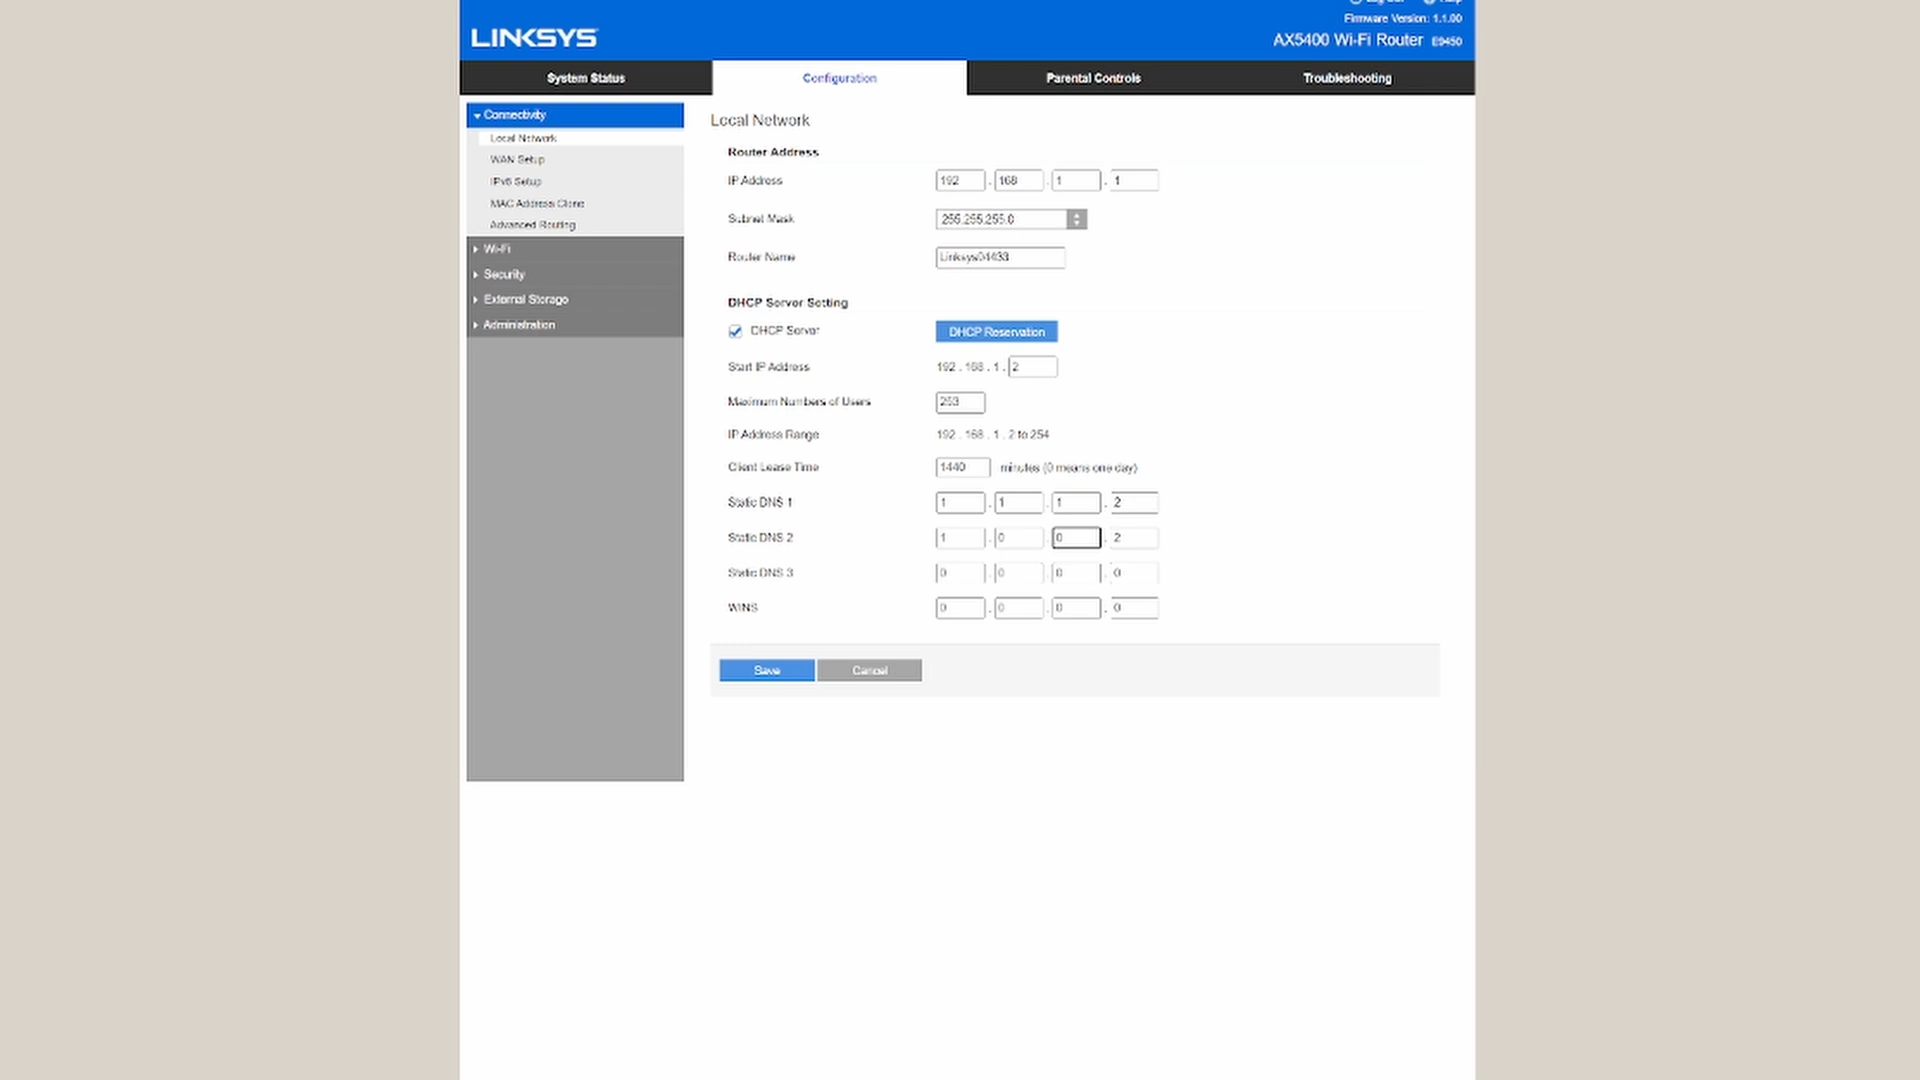 Firmware Version: 1.1.00
LINKSYS
AX5400 Wi-Fi Router E9450
System Status Configuration Parental Controls Troubleshooting
Connectivity
Local Network
WAN Setup
IPv6 Setup
MAC Address Clone
Advanced Routing
Wi-Fi
Security
External Storage
Administration
Local Network
Router Address
IP Address 192 . 168 . 1 . 1
Subnet Mask 255.255.255.0
Router Name Linksys04433
DHCP Server Setting
DHCP Server DHCP Reservation
Start IP Address 192 . 168 . 1 . 2
Maximum Numbers of Users 253
IP Address Range 192 . 168 . 1 . 2 to 254
Client Lease Time 1440 minutes (0 means one day)
Static DNS 1 1 . 1 . 1 . 2
Static DNS 2 1 . 0 . 0 . 2
Static DNS 3 0 . 0 . 0 . 0
WINS 0 . 0 . 0 . 0
Save Cancel